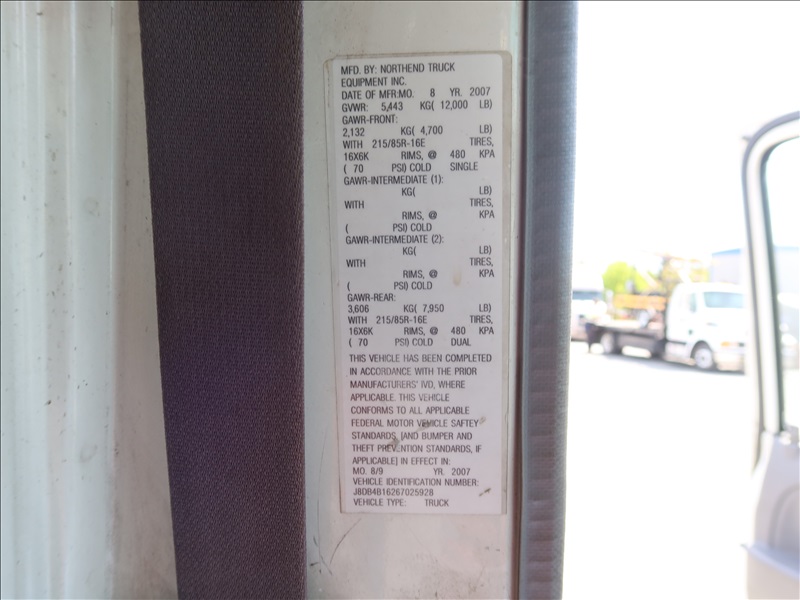 MFD. BY: NORTHEND TRUCK
EQUIPMENT INC.
DATE OF MFR:MO. 8 YR. 2007
GVWR: 5,443 KG( 12,000 LB)
GAWR-FRONT:
2,132 KG( 4,700 LB)
WITH 215/85R-16E TIRES,
16X6K RIMS, @ 480 KPA
( 70 PSI) COLD SINGLE
GAWR-INTERMEDIATE (1):
KG( LB)
WITH TIRES,
RIMS, @ KPA
( PSI) COLD
GAWR-INTERMEDIATE (2):
KG( LB)
WITH TIRES,
RIMS, @ KPA
( PSI) COLD
GAWR-REAR:
3,606 KG( 7,950 LB)
WITH 215/85R-16E TIRES,
16X6K RIMS, @ 480 KPA
( 70 PSI) COLD DUAL
THIS VEHICLE HAS BEEN COMPLETED
IN ACCORDANCE WITH THE PRIOR
MANUFACTURERS' IVD, WHERE
APPLICABLE. THIS VEHICLE
CONFORMS TO ALL APPLICABLE
FEDERAL MOTOR VEHICLE SAFTEY
STANDARDS, [AND BUMPER AND
THEFT PREVENTION STANDARDS, IF
APPLICABLE] IN EFFECT IN:
MO. 8/9 YR. 2007
VEHICLE IDENTIFICATION NUMBER:
J8DB4B16267025928
VEHICLE TYPE: TRUCK